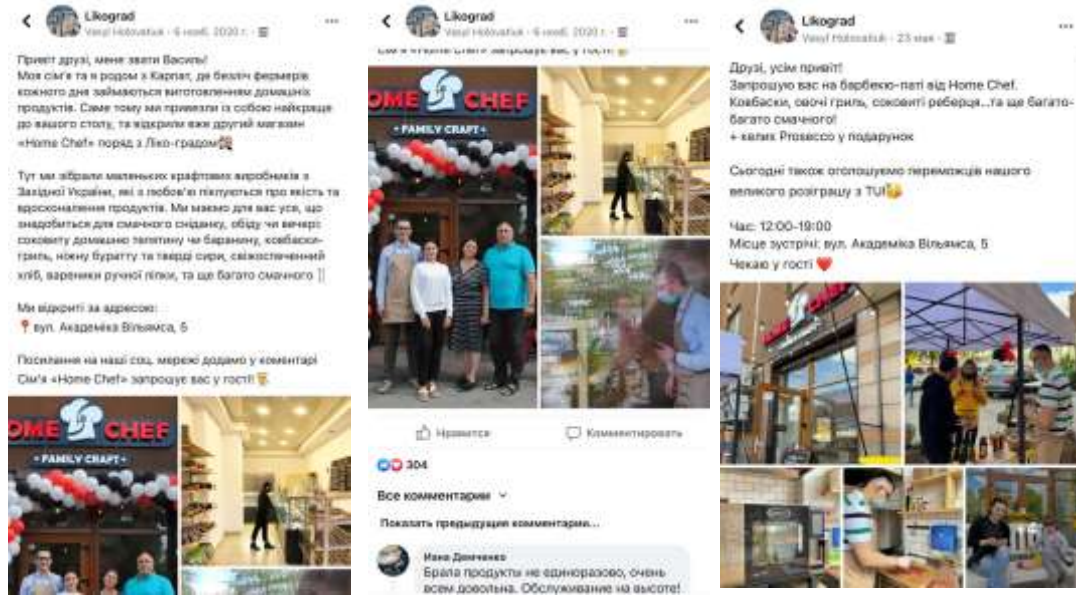 Likograd
Vasyl Holovatiuk · 6 нояб. 2020 г. ·
Привіт друзі, мене звати Василь!
Моя сім'я та я родом з Карпат, де безліч фермерів
кожного дня займаються виготовленням домашніх
продуктів. Саме тому ми привезли із собою найкраще
до вашого столу, та відкрили вже другий магазин
«Home Chef» поряд з Ліко-градом
Тут ми зібрали маленьких крафтових виробників з
Західної України, які з любов'ю піклуються про якість та
вдосконалення продуктів. Ми маємо для вас усе, що
знадобиться для смачного сніданку, обіду чи вечері:
соковиту домашню телятину чи баранину, ковбаски-
гриль, ніжну буратту та тверді сири, свіжоспечений
хліб, вареники ручної ліпки, та ще багато смачного
Ми відкриті за адресою:
📍 вул. Академіка Вільямса, 5
Посилання на наші соц. мережі додамо у коментарі
Сім'я «Home Chef» запрошує вас у гості!
OME CHEF
• FAMILY CRAFT •
Likograd
Vasyl Holovatiuk · 6 нояб. 2020 г. ·
Сім'я «Home Chef» запрошує вас у гості!
OME CHEF
• FAMILY CRAFT •
Нравится
Комментировать
304
Все комментарии
Показать предыдущие комментарии...
Демченко
Брала продукты не единоразово, очень
всем довольна. Обслуживание на высоте!
Likograd
Vasyl Holovatiuk · 23 мая ·
Друзі, усім привіт!
Запрошую вас на барбекю-паті від Home Chef.
Ковбаски, овочі гриль, соковиті реберця...та ще багато-
багато смачного!
+ келих Prosecco у подарунок
Сьогодні також оголошуємо переможців нашого
великого розіграшу з TU!
Час: 12:00-19:00
Місце зустрічі: вул. Академіка Вільямса, 5
Чекаю у гості ❤️
HOME CHEF